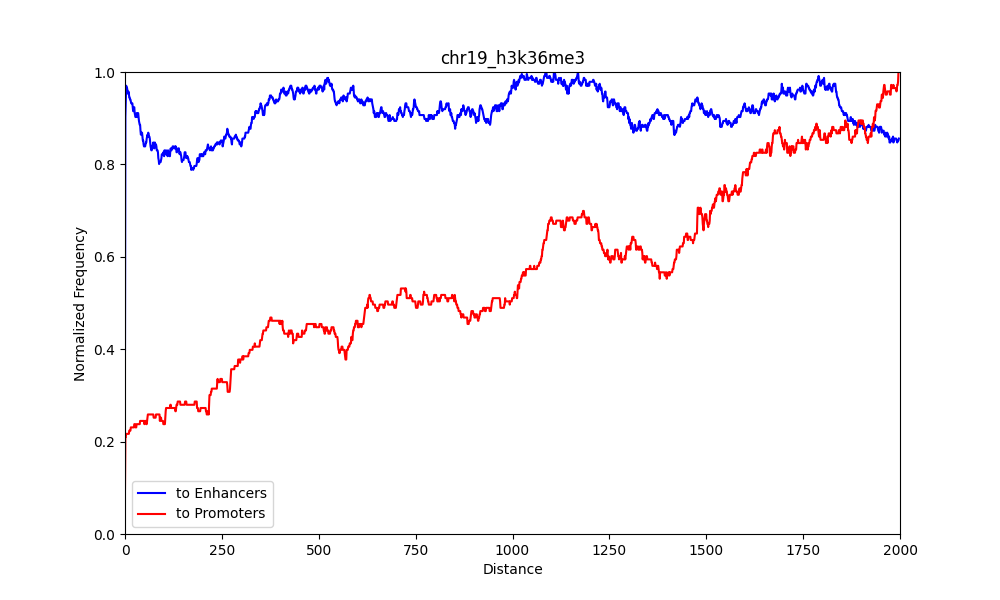 chr19_h3k36me3
Normalized Frequency
1.0
0.8
0.6
0.4
0.2
0.0
to Enhancers
to Promoters
0 250 500 750 1000 1250 1500 1750 2000
Distance